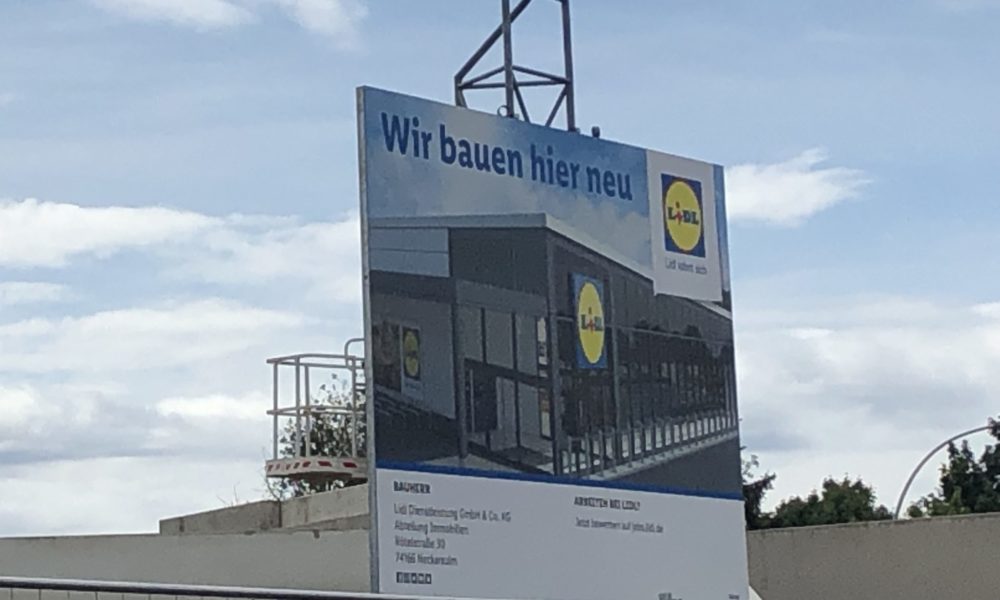 Wir bauen hier neu
LIDL
Lidl lohnt sich
LIDL
BAUHERR
Lidl Dienstleistung GmbH & Co. KG
Abteilung Immobilien
Rötelstraße 30
74166 Neckarsulm
ARBEITEN BEI LIDL?
Jetzt bewerben auf jobs.lidl.de